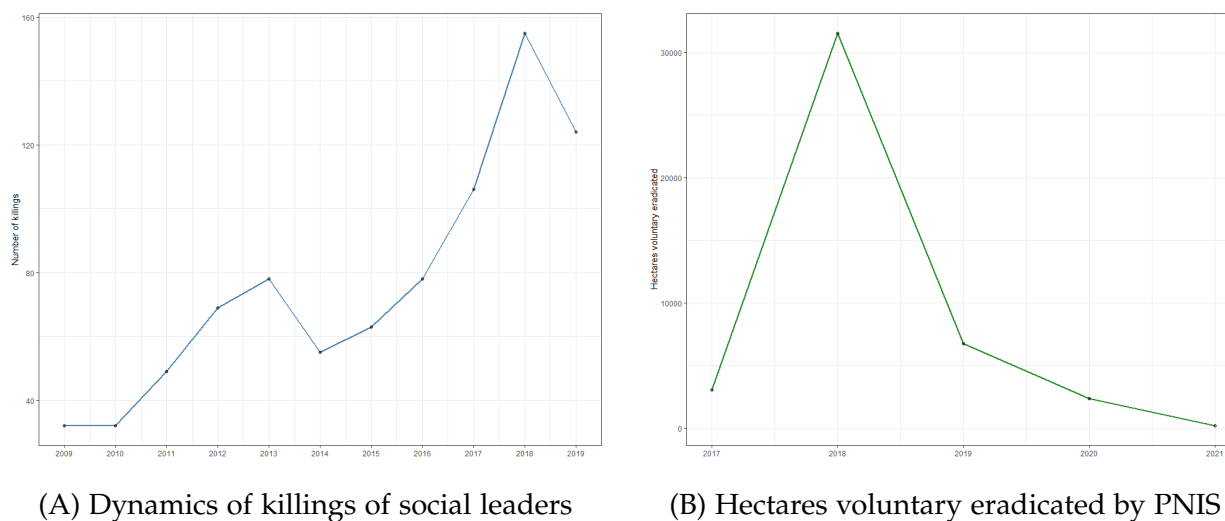 160
120
80
40
Number of killings
2009 2010 2011 2012 2013 2014 2015 2016 2017 2018 2019
(A) Dynamics of killings of social leaders
30000
20000
10000
0
Hectares voluntary eradicated
2017 2018 2019 2020 2021
(B) Hectares voluntary eradicated by PNIS